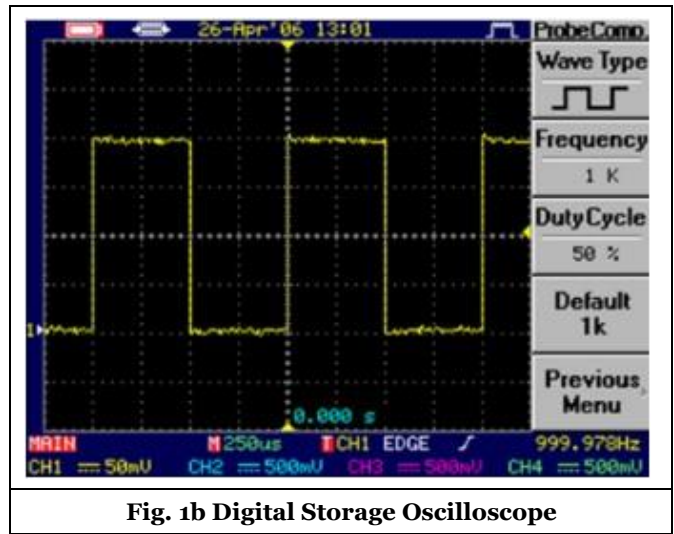 26-Apr'06 13:01
ProbeComp.
Wave Type
Frequency
1 K
DutyCycle
50 %
Default
1k
Previous
Menu
1
0.000 s
MAIN M 250us T CH1 EDGE 999.978Hz
CH1 50mV CH2 500mV CH3 500mV CH4 500mV
Fig. 1b Digital Storage Oscilloscope